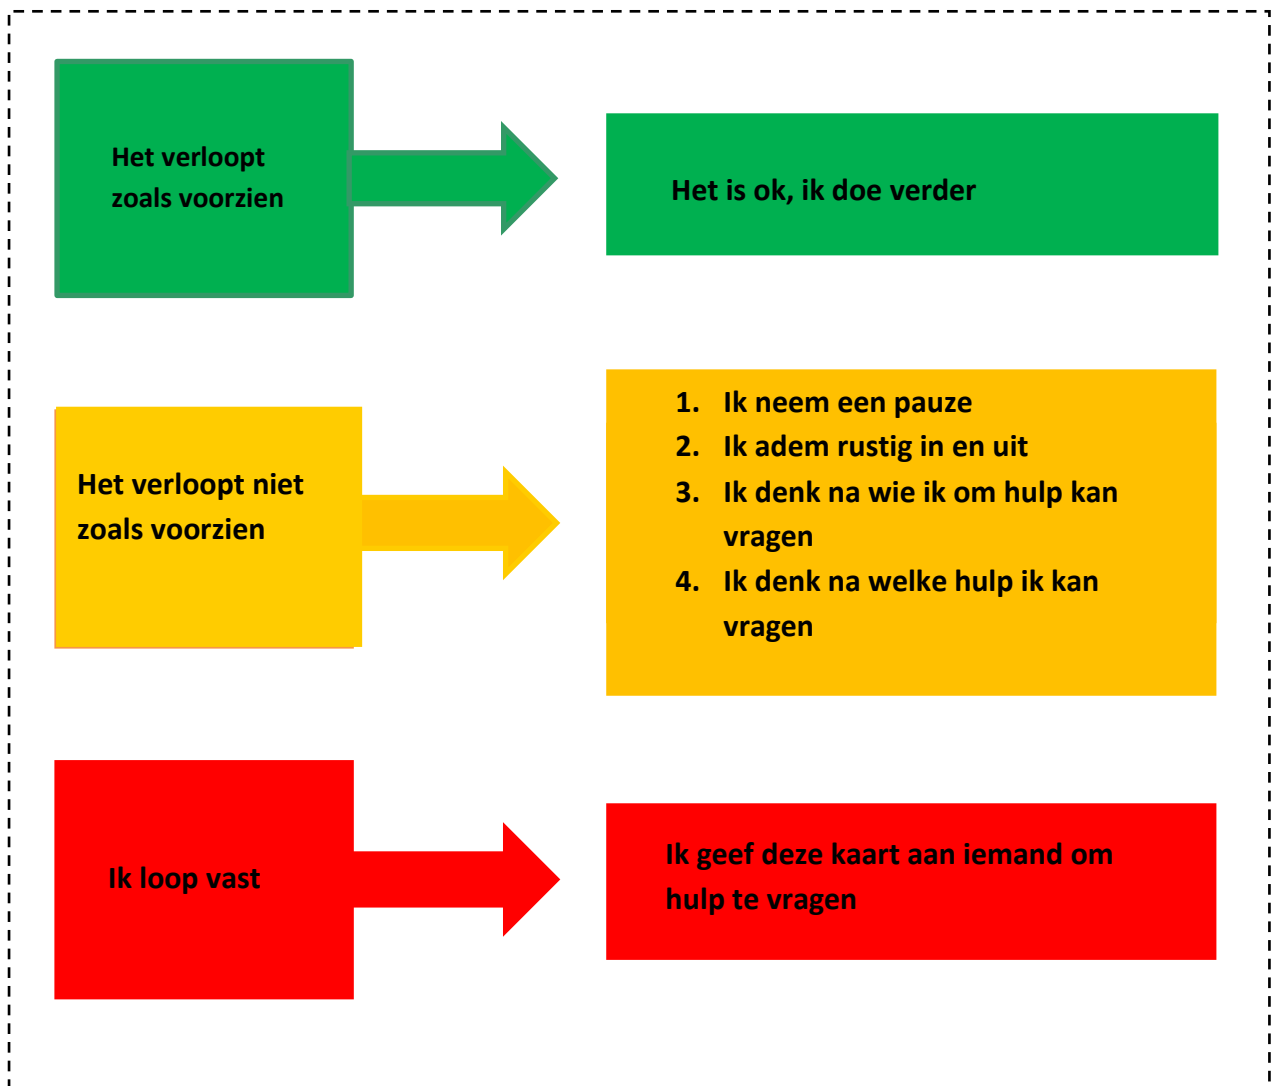 Het verloopt
zoals voorzien
Het is ok, ik doe verder
Het verloopt niet
zoals voorzien
1. Ik neem een pauze
2. Ik adem rustig in en uit
3. Ik denk na wie ik om hulp kan
vragen
4. Ik denk na welke hulp ik kan
vragen
Ik loop vast
Ik geef deze kaart aan iemand om
hulp te vragen